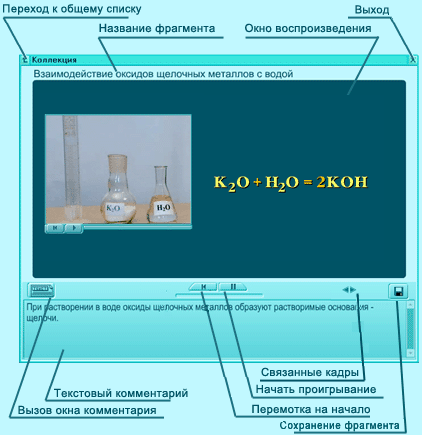 Переход к общему списку
Выход
Название фрагмента
Окно воспроизведения
Коллекция
Взаимодействие оксидов щелочных металлов с водой
K₂O
H₂O
K₂O + H₂O = 2KOH
При растворении в воде оксиды щелочных металлов образуют растворимые основания -
щелочи.
Связанные кадры
Текстовый комментарий
Начать проигрывание
Вызов окна комментария
Перемотка на начало
Сохранение фрагмента